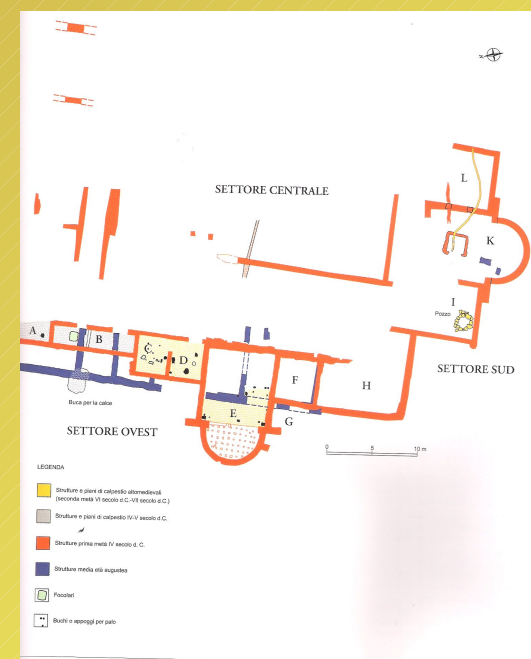 SETTORE CENTRALE
L
K
I
Pozzo
SETTORE SUD
A
B
C
D
E
F
G
H
Buca per la calce
SETTORE OVEST
0 5 10 m
LEGENDA
Strutture e piani di calpestio altomedievali
(seconda metà VI secolo d.C.-VII secolo d.C.)
Strutture e piani di calpestio IV-V secolo d.C.
Strutture prima metà IV secolo d. C.
Strutture media età augustea
Focolari
Buchi o appoggi per palo